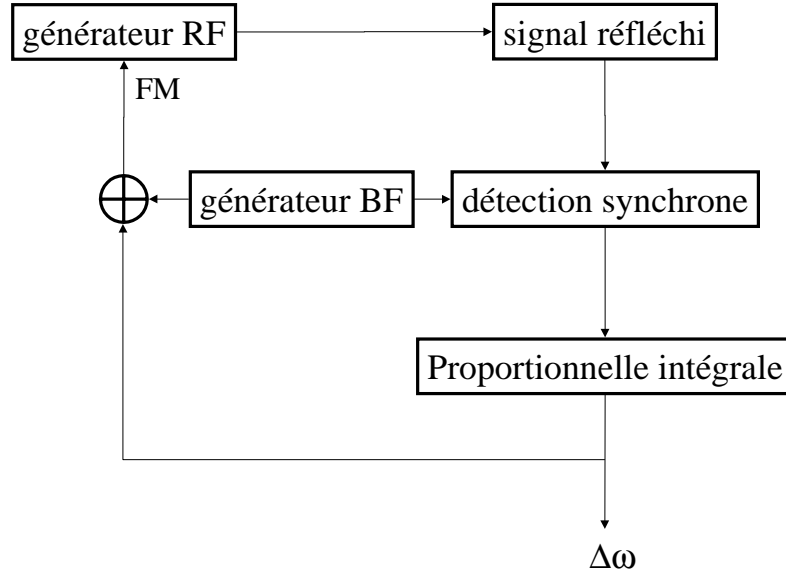 générateur RF
signal réfléchi
FM
générateur BF
détection synchrone
Proportionnelle intégrale
Δω